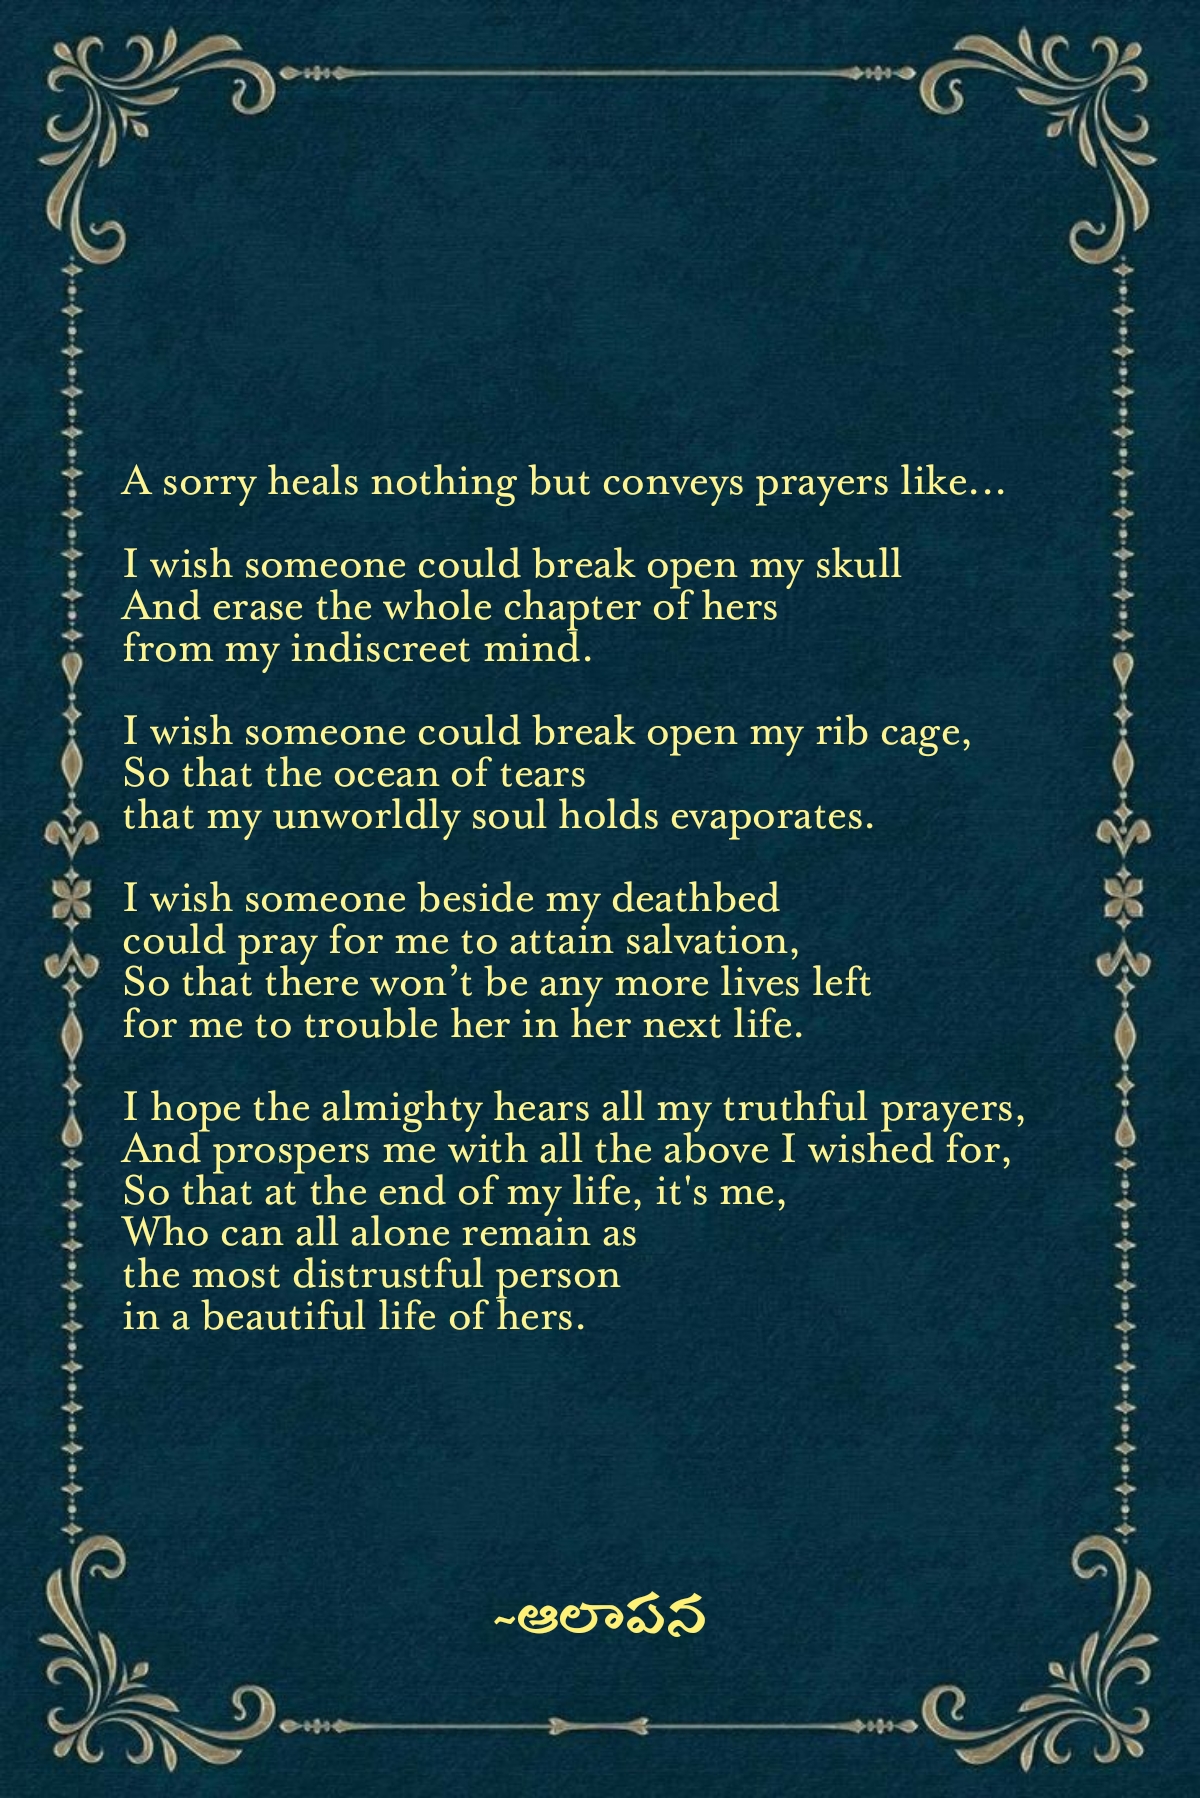 A sorry heals nothing but conveys prayers like...
I wish someone could break open my skull
And erase the whole chapter of hers
from my indiscreet mind.
I wish someone could break open my rib cage,
So that the ocean of tears
that my unworldly soul holds evaporates.
I wish someone beside my deathbed
could pray for me to attain salvation,
So that there won’t be any more lives left
for me to trouble her in her next life.
I hope the almighty hears all my truthful prayers,
And prospers me with all the above I wished for,
So that at the end of my life, it's me,
Who can all alone remain as
the most distrustful person
in a beautiful life of hers.
~ఆలాపన